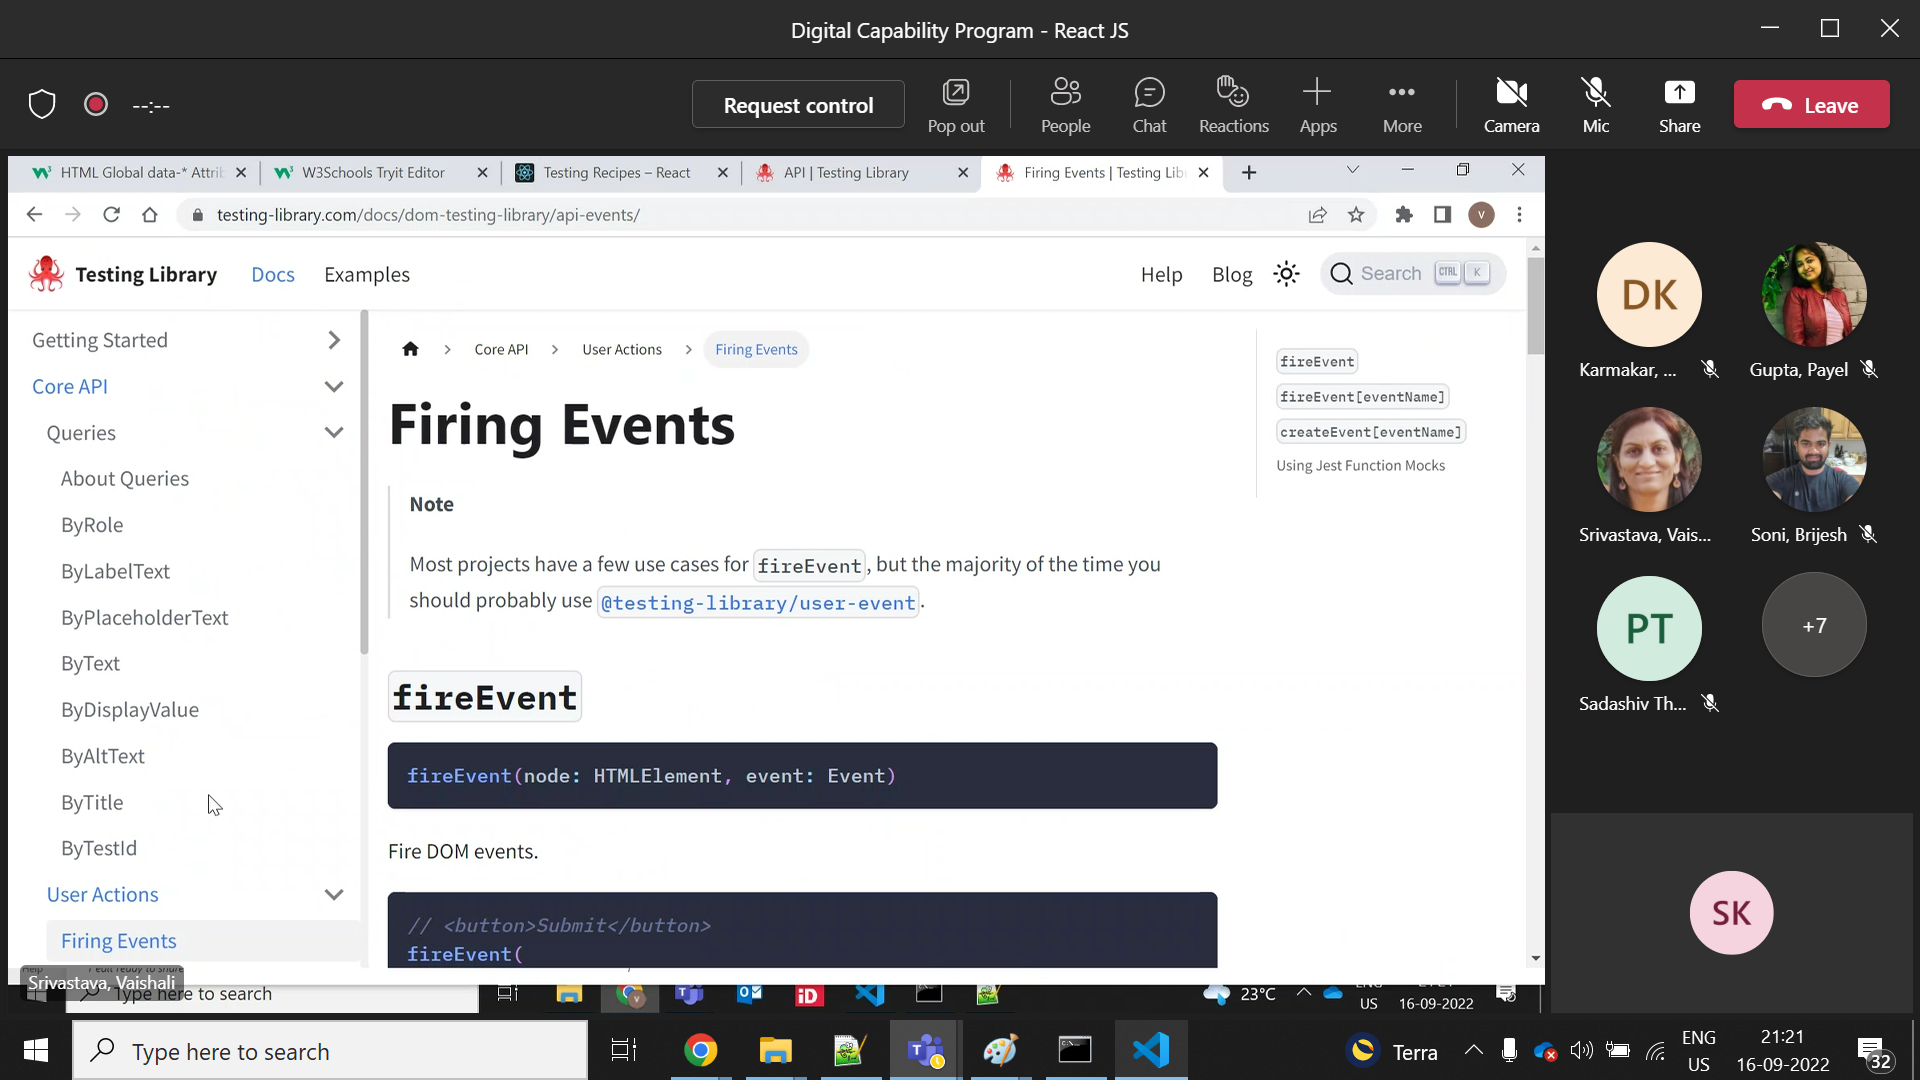 Digital Capability Program - React JS
--:--
Request control
Pop out
People
Chat
Reactions
Apps
More
Camera
Mic
Share
Leave
HTML Global data-* Attrib
W3Schools Tryit Editor
Testing Recipes – React
API | Testing Library
Firing Events | Testing Lib
testing-library.com/docs/dom-testing-library/api-events/
V
Testing Library
Docs
Examples
Help
Blog
Search
CTRL
K
Getting Started
Core API
Queries
About Queries
ByRole
ByLabelText
ByPlaceholderText
ByText
ByDisplayValue
ByAltText
ByTitle
ByTestId
User Actions
Firing Events
Core API
User Actions
Firing Events
Firing Events
Note
Most projects have a few use cases for fireEvent, but the majority of the time you
should probably use @testing-library/user-event.
fireEvent
fireEvent(node: HTMLElement, event: Event)
Fire DOM events.
// <button>Submit</button>
fireEvent(
fireEvent
fireEvent[eventName]
createEvent[eventName]
Using Jest Function Mocks
DK
Karmakar, ...
Gupta, Payel
Srivastava, Vais...
Soni, Brijesh
PT
Sadashiv Th...
+7
SK
Srivastava, Vaishali
Type here to search
iD
V
23°C
US
16-09-2022
Type here to search
Terra
ENG
US
21:21
16-09-2022
32